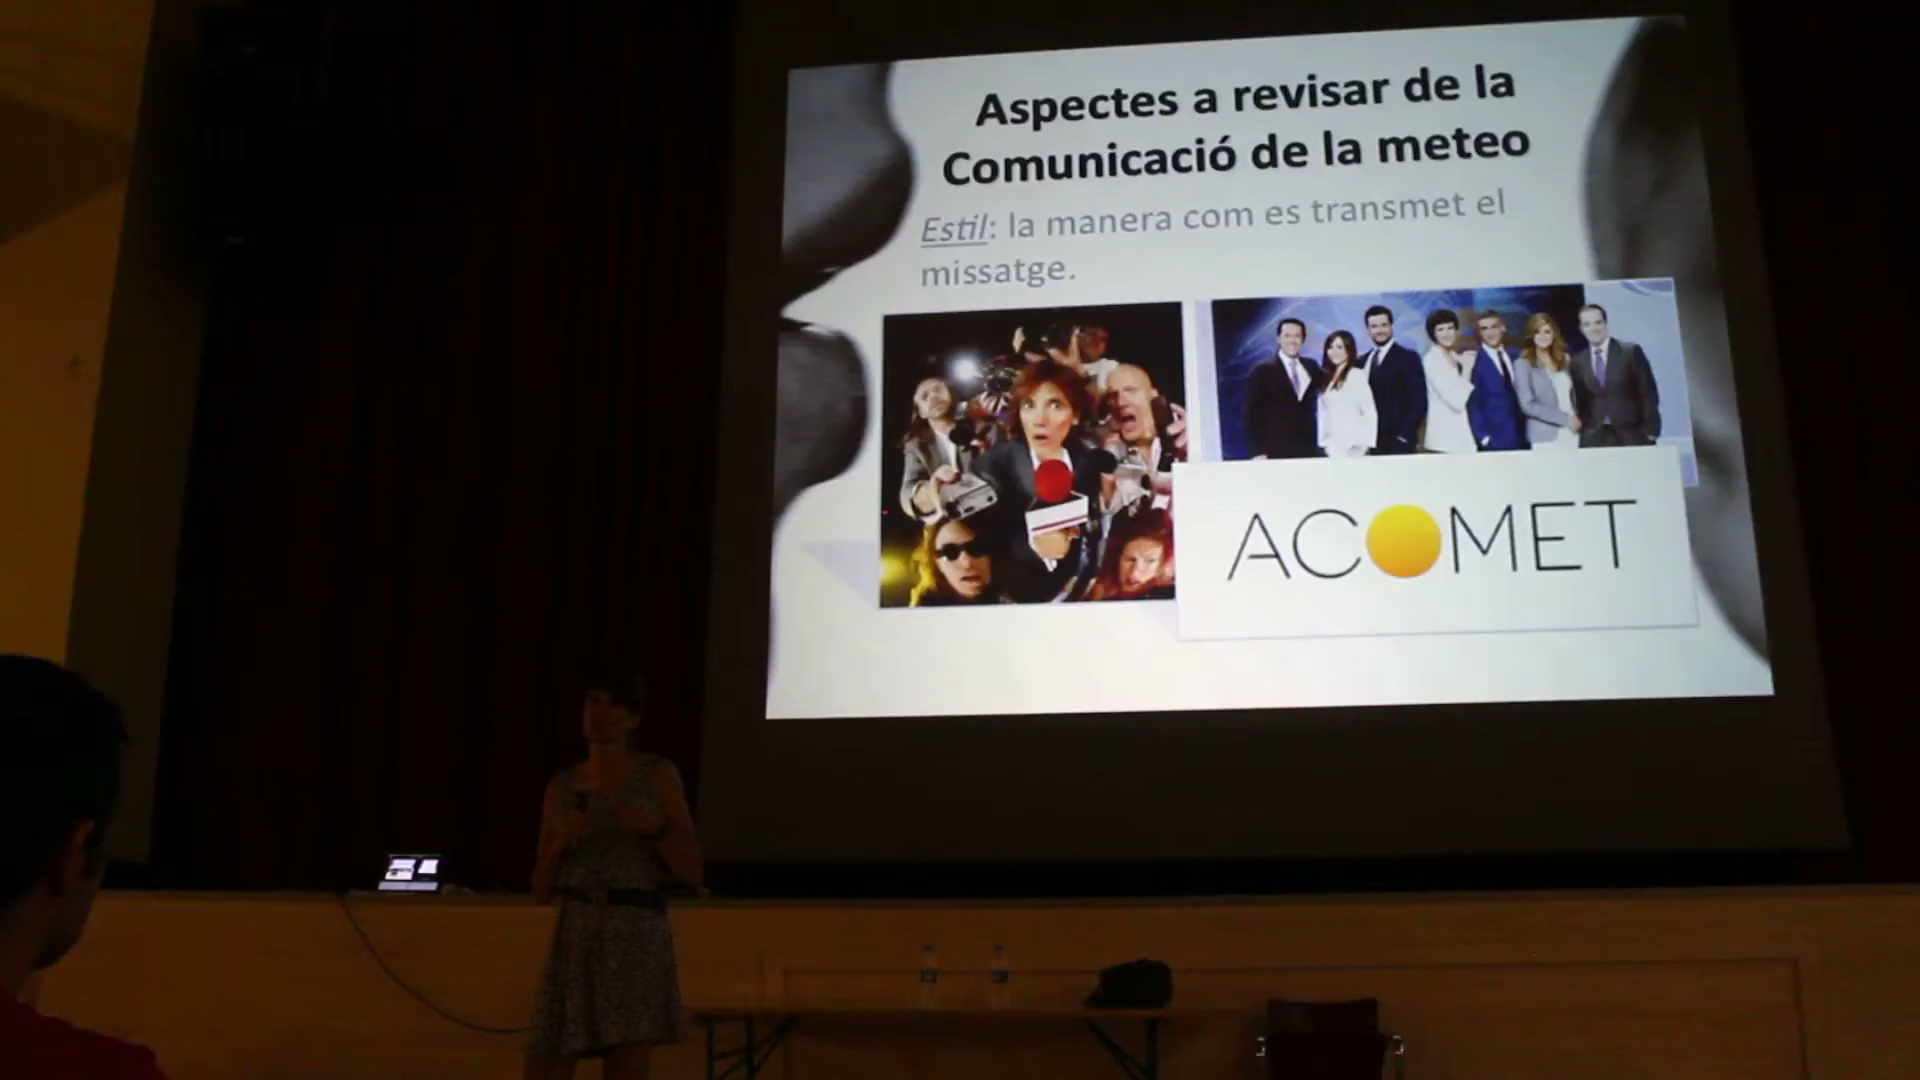 Aspectes a revisar de la
Comunicació de la meteo
Estil: la manera com es transmet el
missatge.
ACOMET